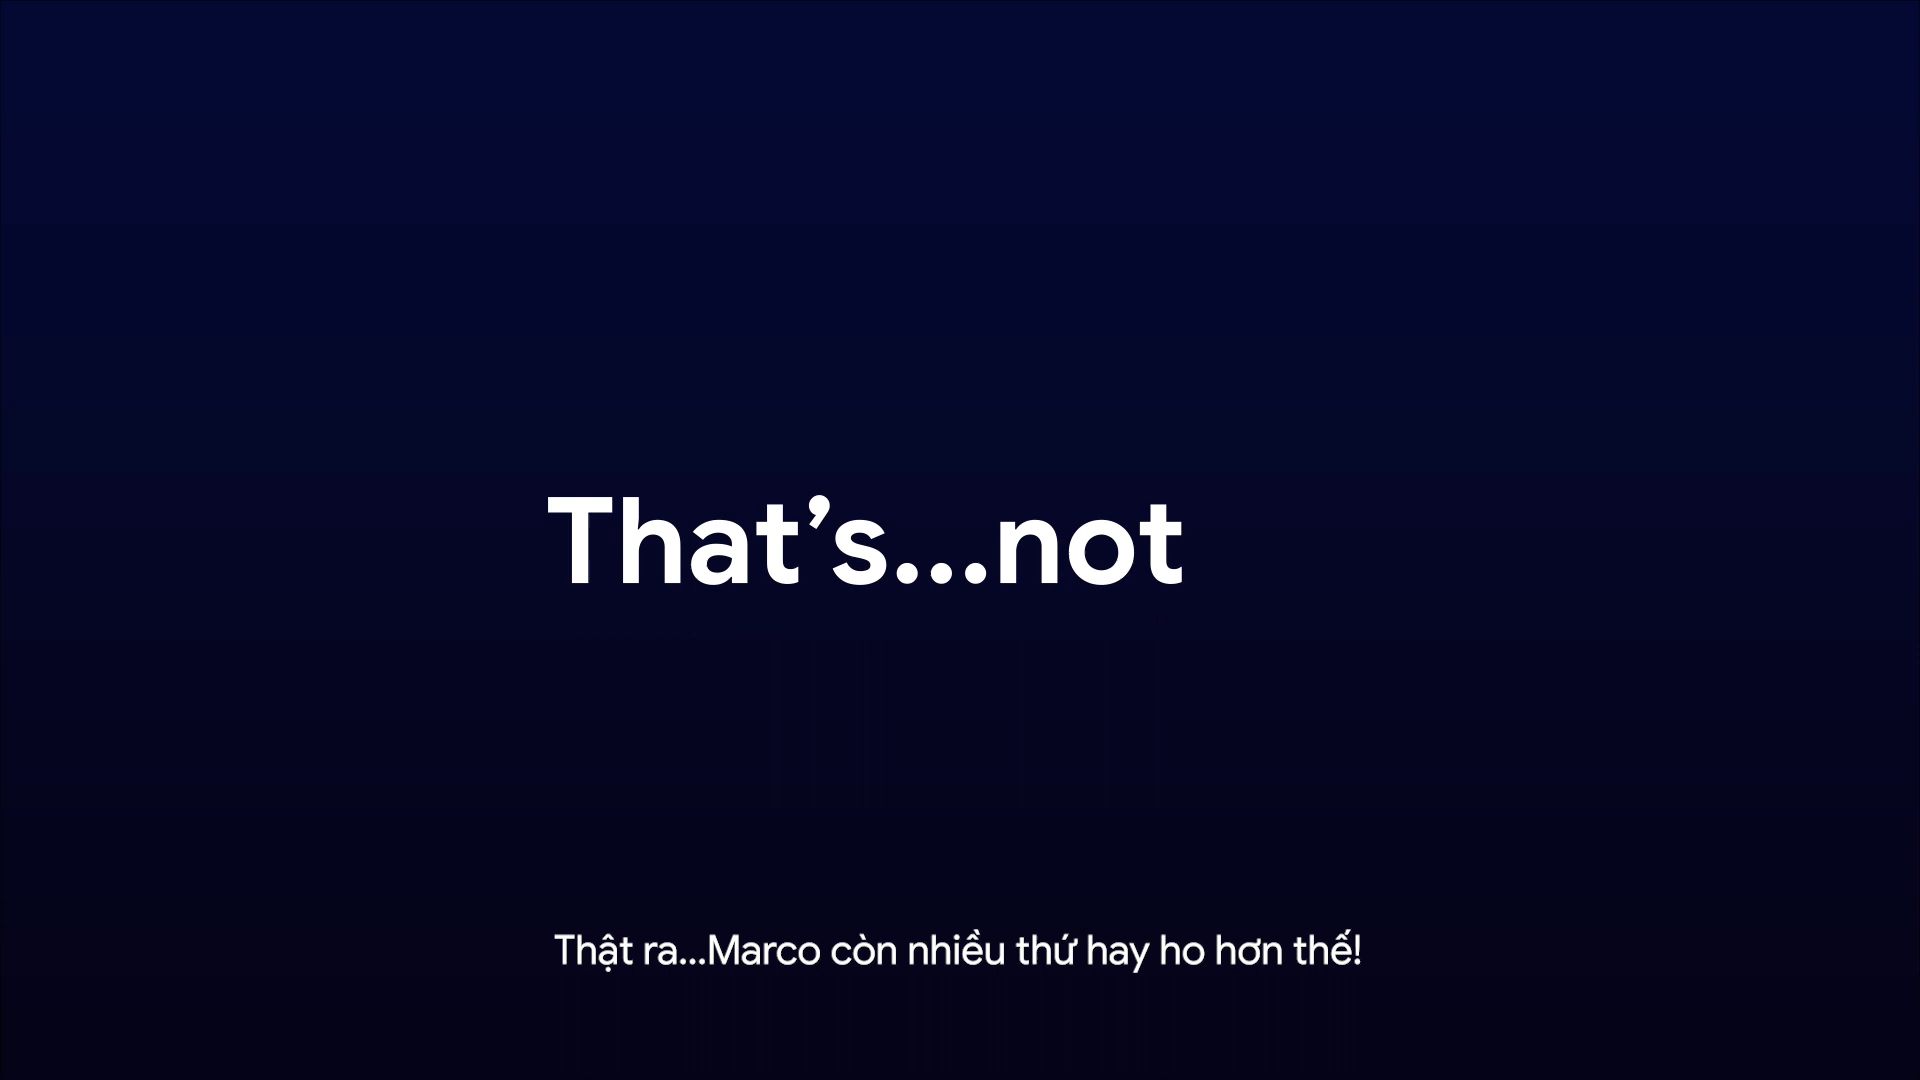 That’s...not
Thật ra...Marco còn nhiều thứ hay ho hơn thế!